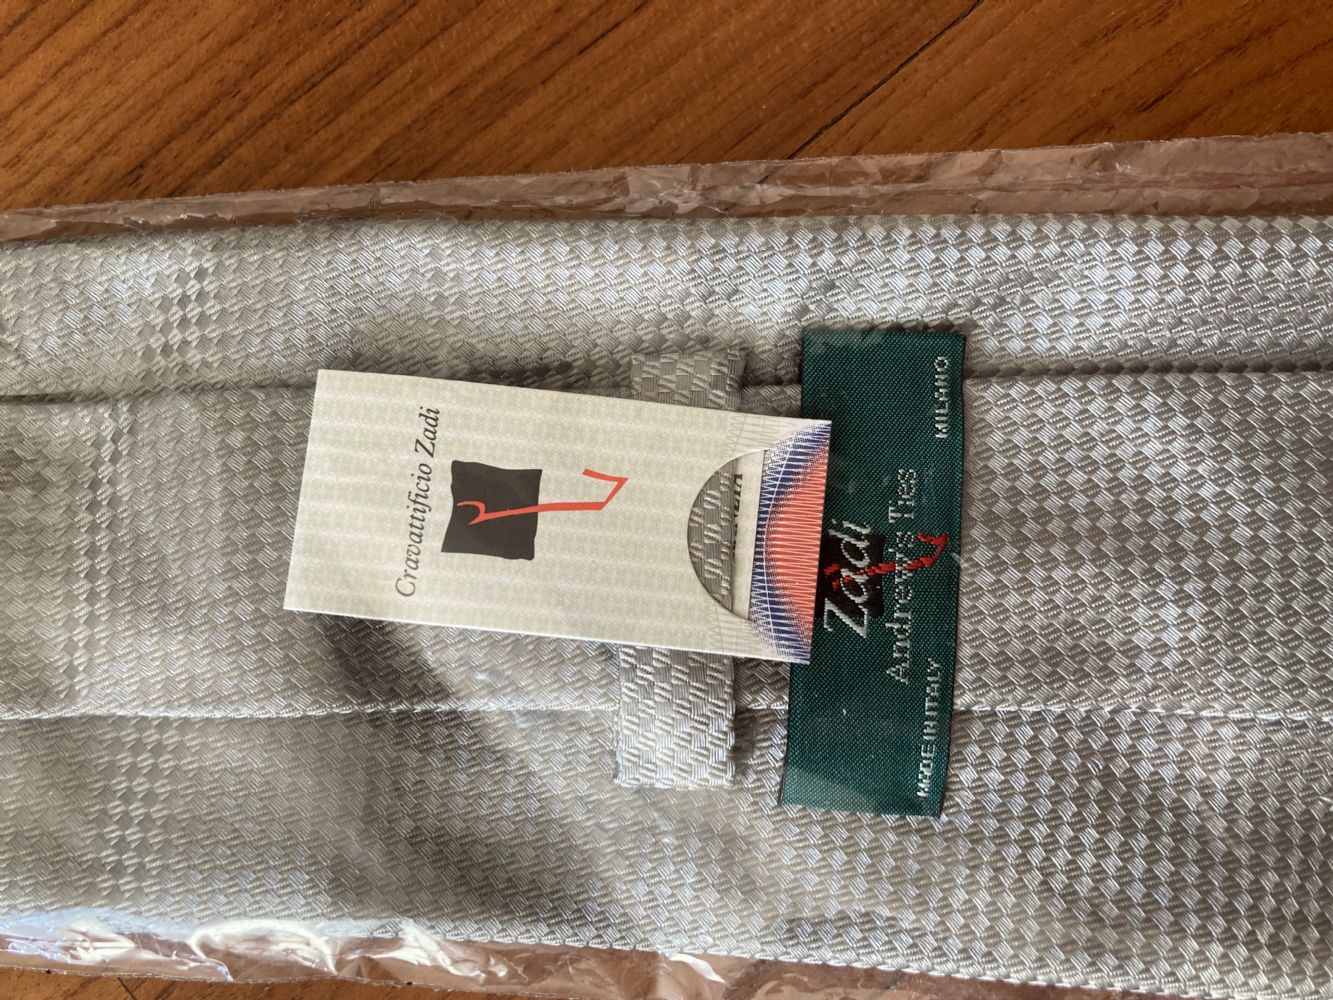 Cravattificio Zadi
Zadi
Andrew's Ties
MADE IN ITALY
MILANO